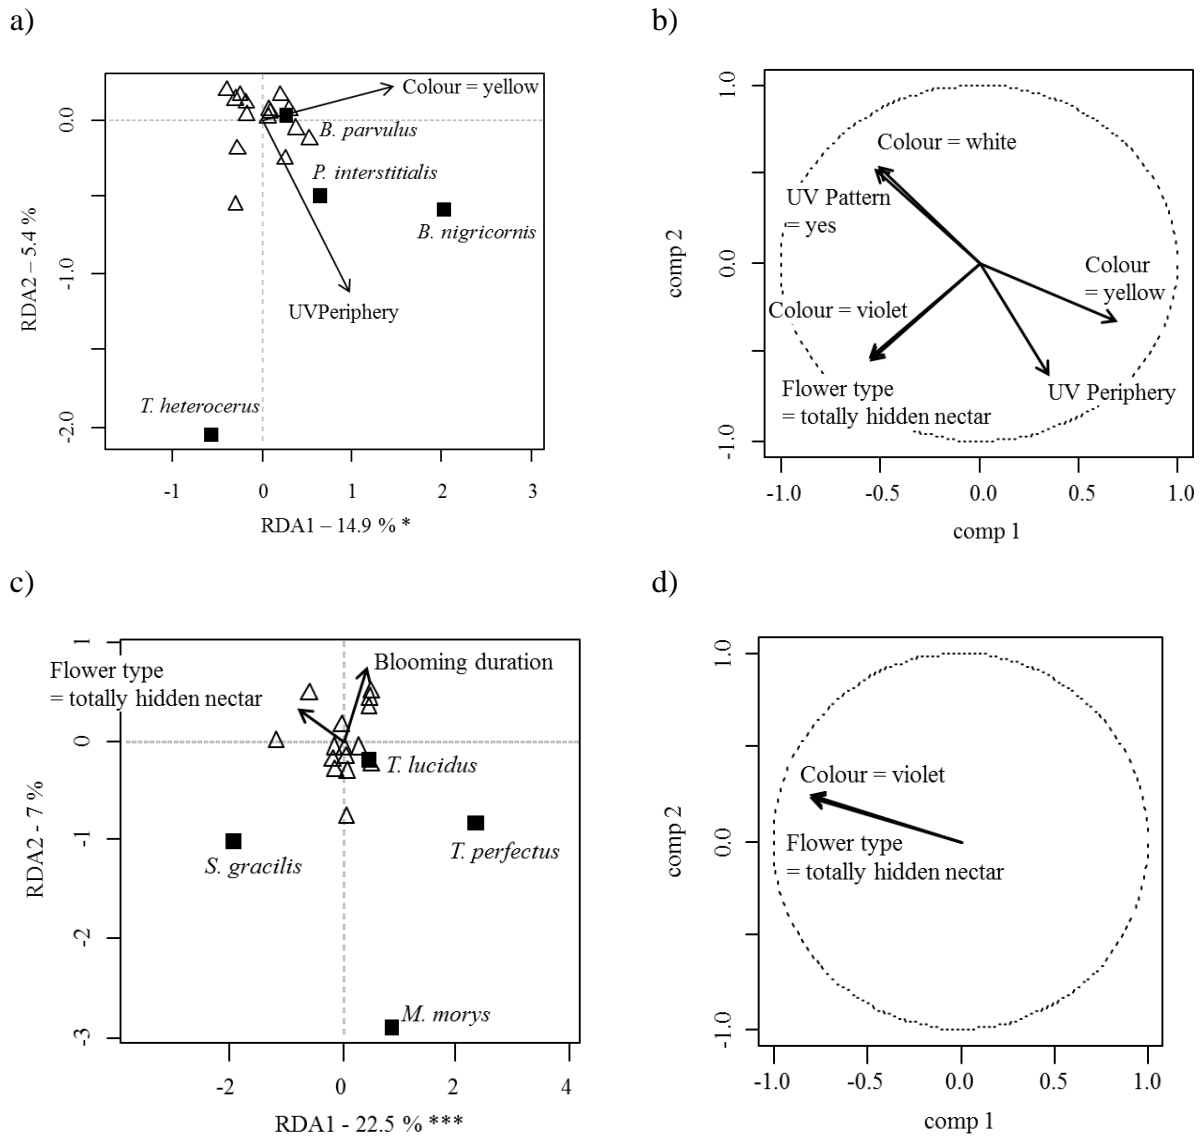 a)
0.0
-1.0
-2.0
RDA2 – 5.4 %
Colour = yellow
B. parvulus
P. interstitialis
B. nigricornis
UVPeriphery
T. heterocerus
-1
0
1
2
3
RDA1 – 14.9 % *
b)
1.0
0.0
-1.0
comp 2
Colour = white
UV Pattern
= yes
Colour
= yellow
Colour = violet
Flower type
= totally hidden nectar
UV Periphery
-1.0
-0.5
0.0
0.5
1.0
comp 1
c)
1
0
-1
-2
-3
RDA2 - 7 %
Flower type
= totally hidden nectar
Blooming duration
T. lucidus
T. perfectus
S. gracilis
M. morys
-2
0
2
4
RDA1 - 22.5 % ***
d)
1.0
0.0
-1.0
comp 2
Colour = violet
Flower type
= totally hidden nectar
-1.0
-0.5
0.0
0.5
1.0
comp 1